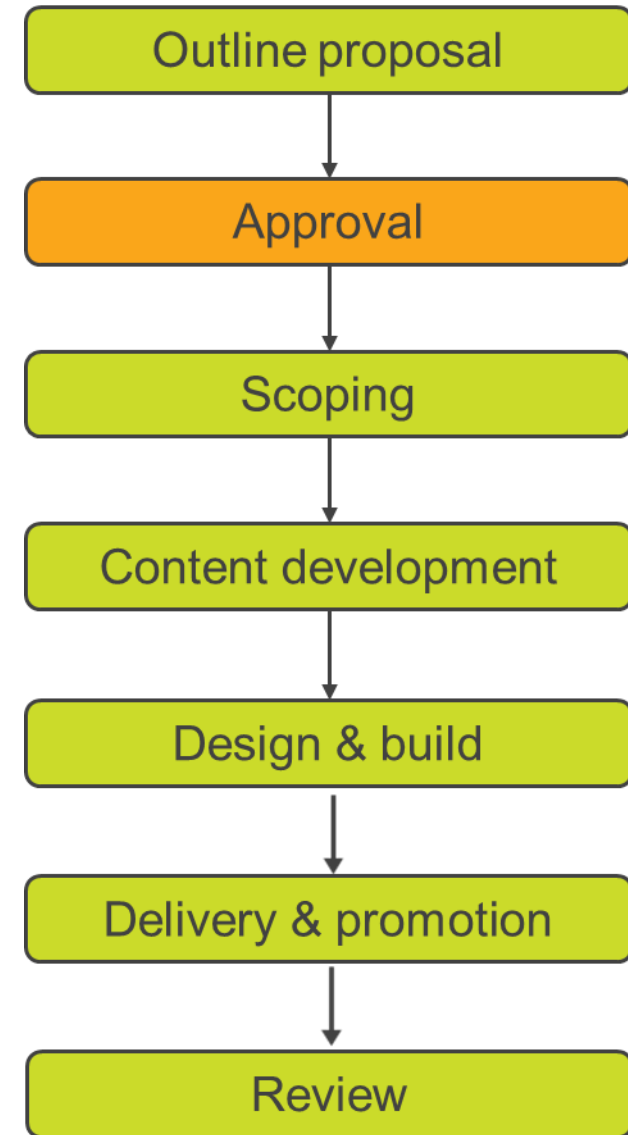 Outline proposal
Approval
Scoping
Content development
Design & build
Delivery & promotion
Review